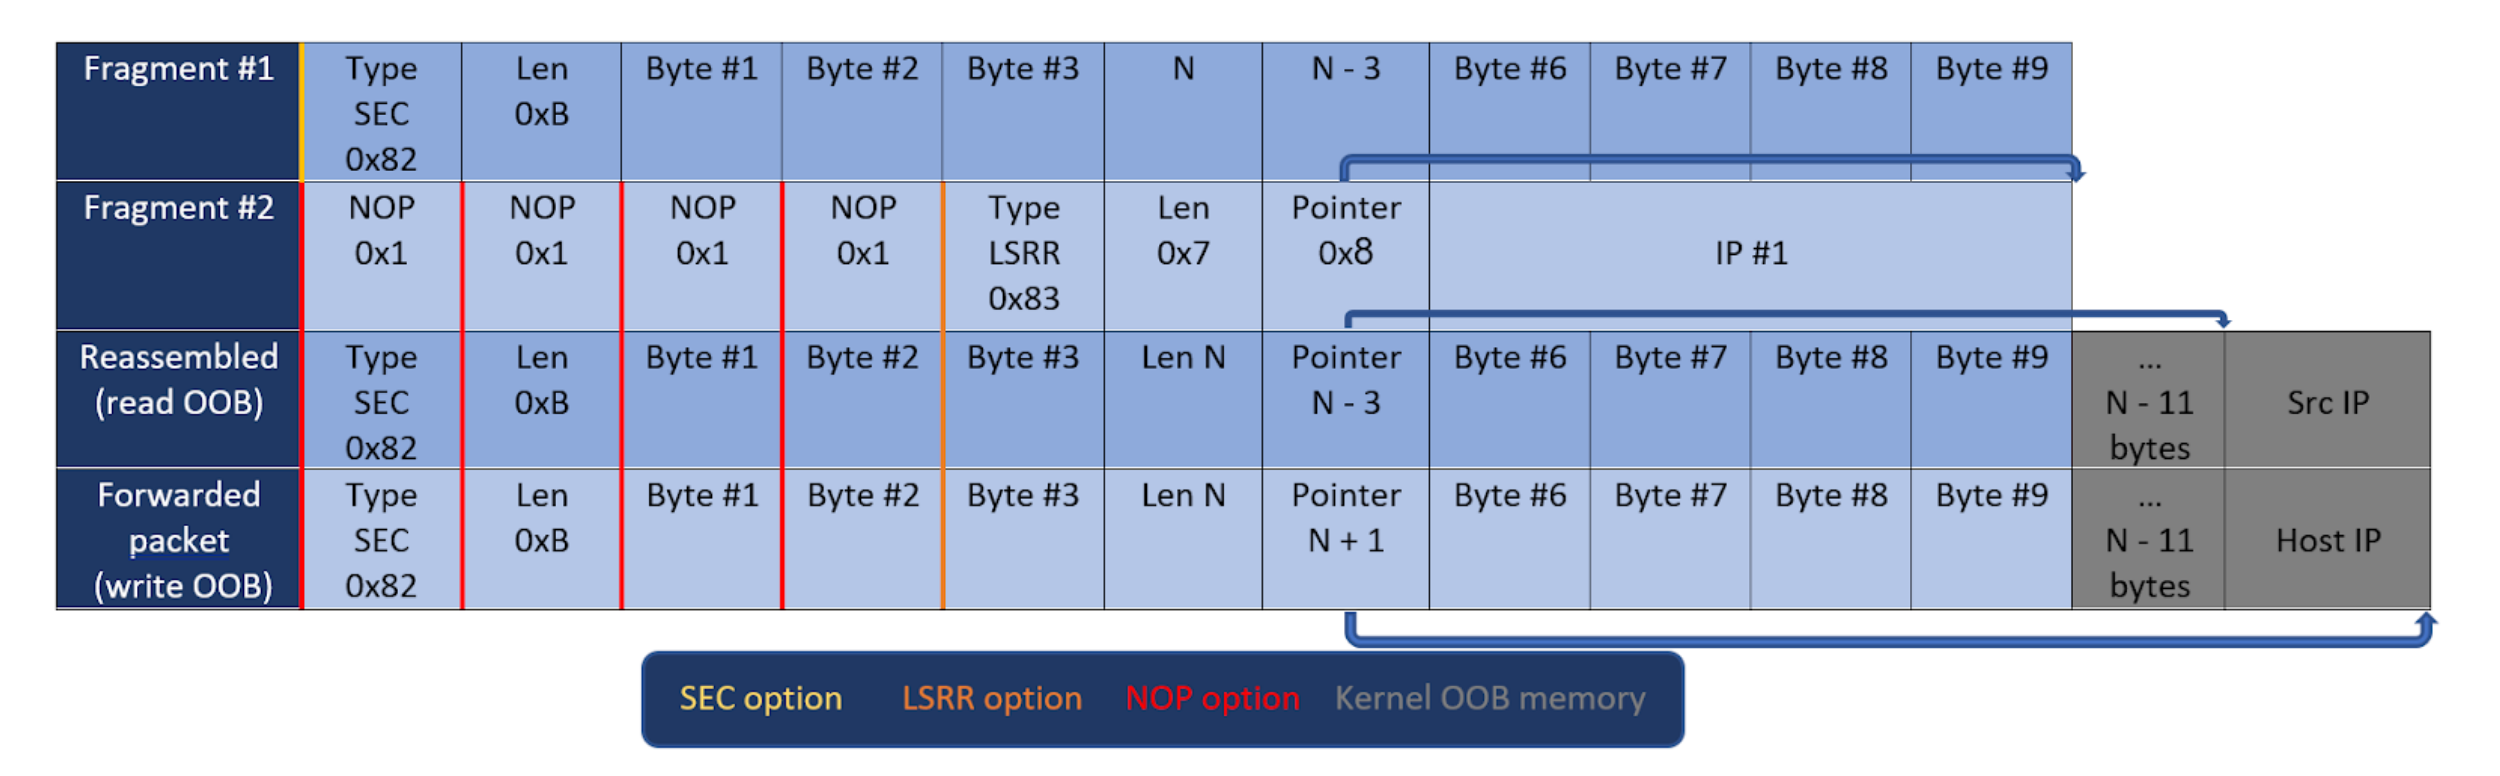 Fragment #1
Type
SEC
0x82
Len
0xB
Byte #1
Byte #2
Byte #3
N
N - 3
Byte #6
Byte #7
Byte #8
Byte #9
Fragment #2
NOP
0x1
NOP
0x1
NOP
0x1
NOP
0x1
Type
LSRR
0x83
Len
0x7
Pointer
0x8
IP #1
Reassembled
(read OOB)
Type
SEC
0x82
Len
0xB
Byte #1
Byte #2
Byte #3
Len N
Pointer
N - 3
Byte #6
Byte #7
Byte #8
Byte #9
...
N - 11
bytes
Src IP
Forwarded
packet
(write OOB)
Type
SEC
0x82
Len
0xB
Byte #1
Byte #2
Byte #3
Len N
Pointer
N + 1
Byte #6
Byte #7
Byte #8
Byte #9
...
N - 11
bytes
Host IP
SEC option LSRR option NOP option Kernel OOB memory